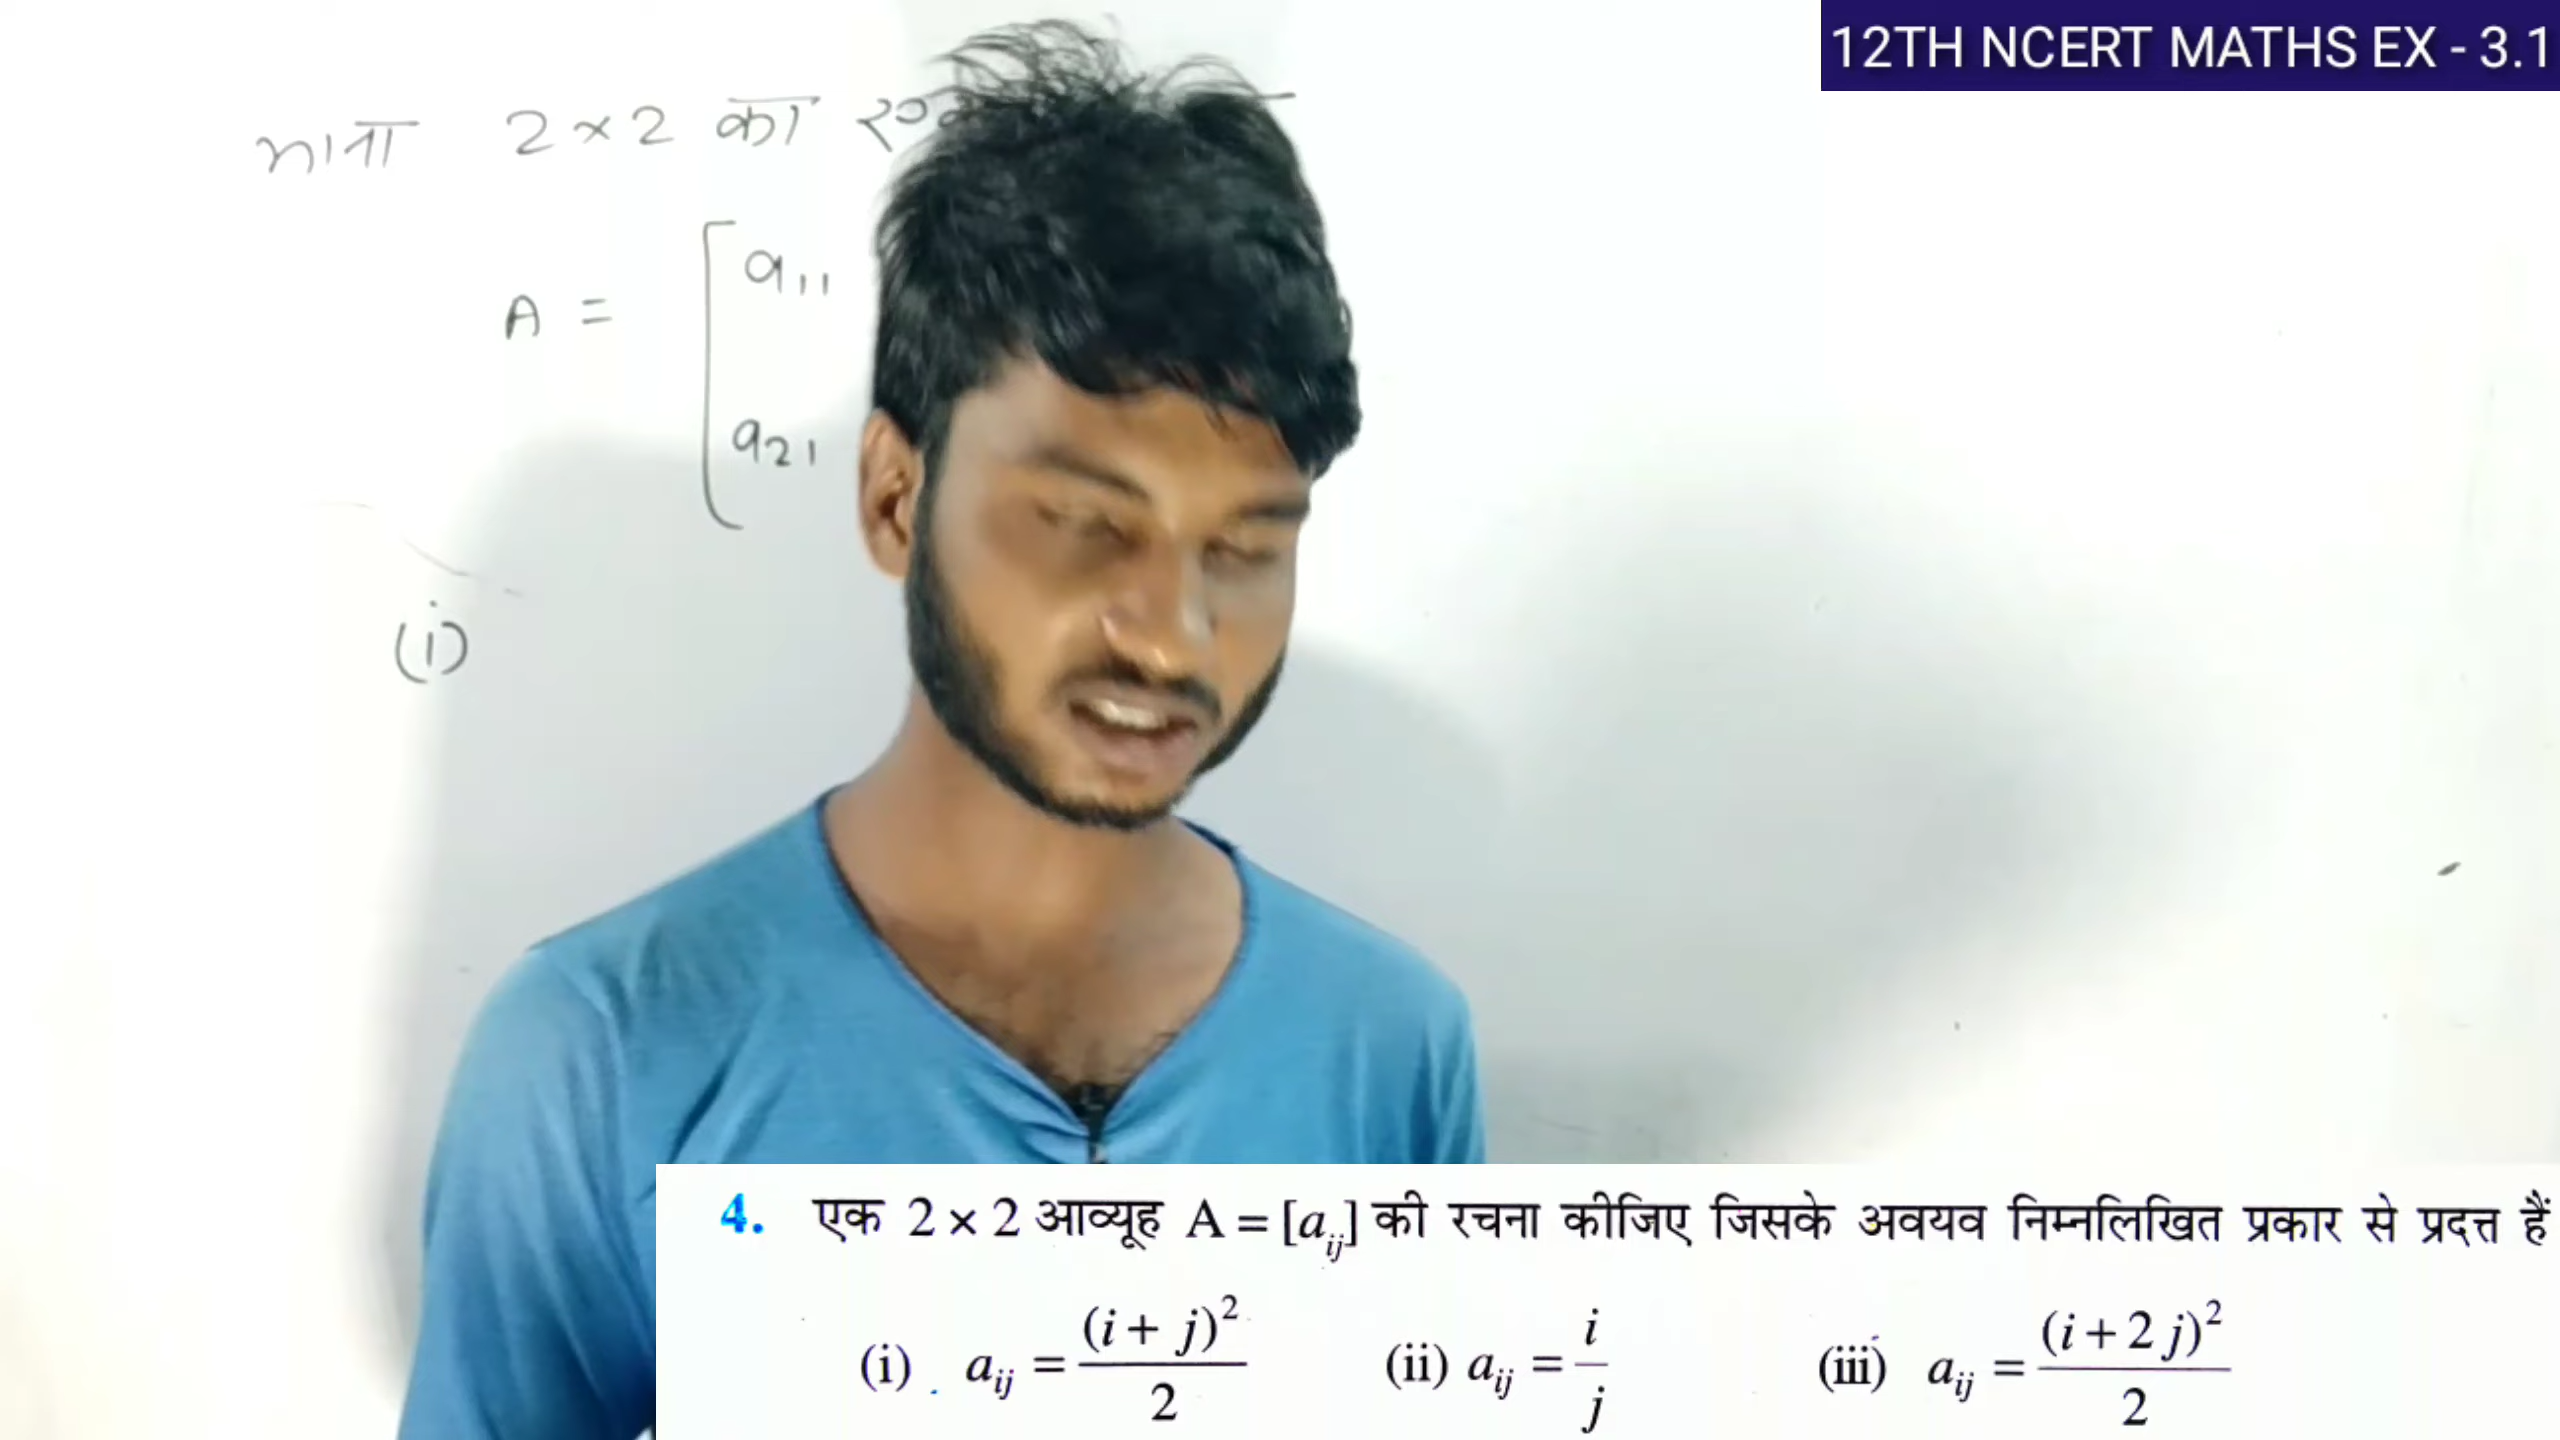 12TH NCERT MATHS EX - 3.1
माना 2 × 2 का
A = [ a₁₁
a₂₁
(i)
4. एक 2 × 2 आव्यूह A = [aᵢⱼ] की रचना कीजिए जिसके अवयव निम्नलिखित प्रकार से प्रदत्त हैं
(i) aᵢⱼ = (i + j)²/2 (ii) aᵢⱼ = i/j (iii) aᵢⱼ = (i + 2j)²/2